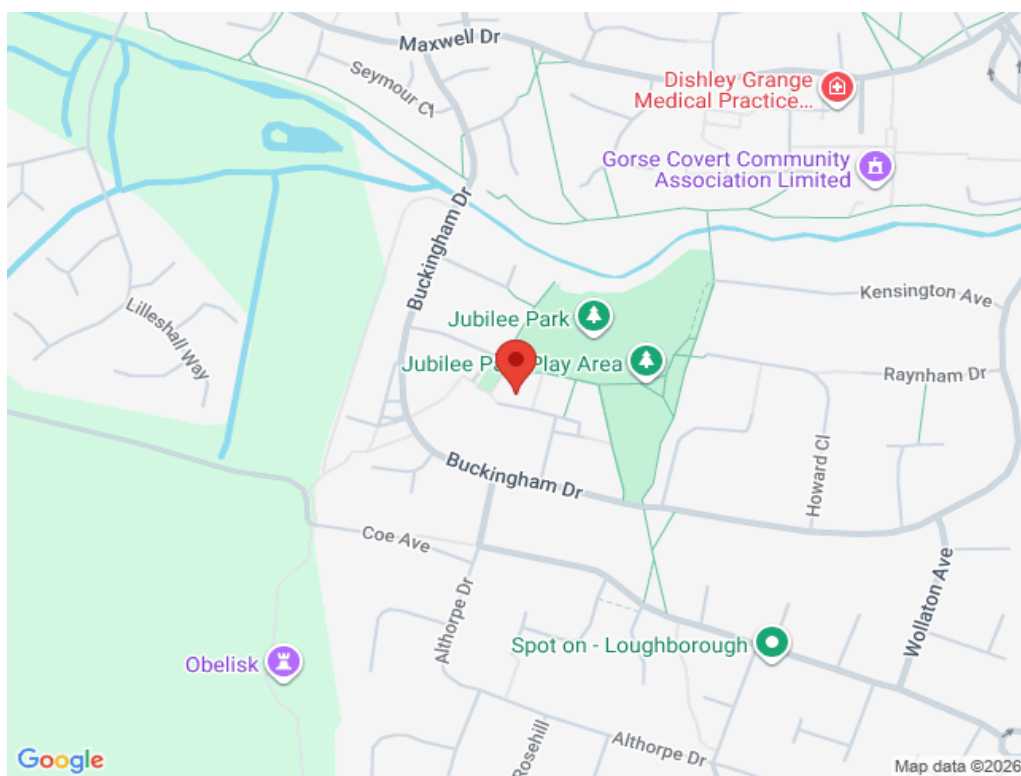 Maxwell Dr
Seymour Cl
Dishley Grange
Medical Practice...
Gorse Covert Community
Association Limited
Buckingham Dr
Kensington Ave
Lilleshall Way
Jubilee Park
Jubilee Park Play Area
Raynham Dr
Howard Cl
Buckingham Dr
Coe Ave
Althorpe Dr
Wollaton Ave
Spot on - Loughborough
Obelisk
Rosehill
Althorpe Dr
Google
Map data ©2026